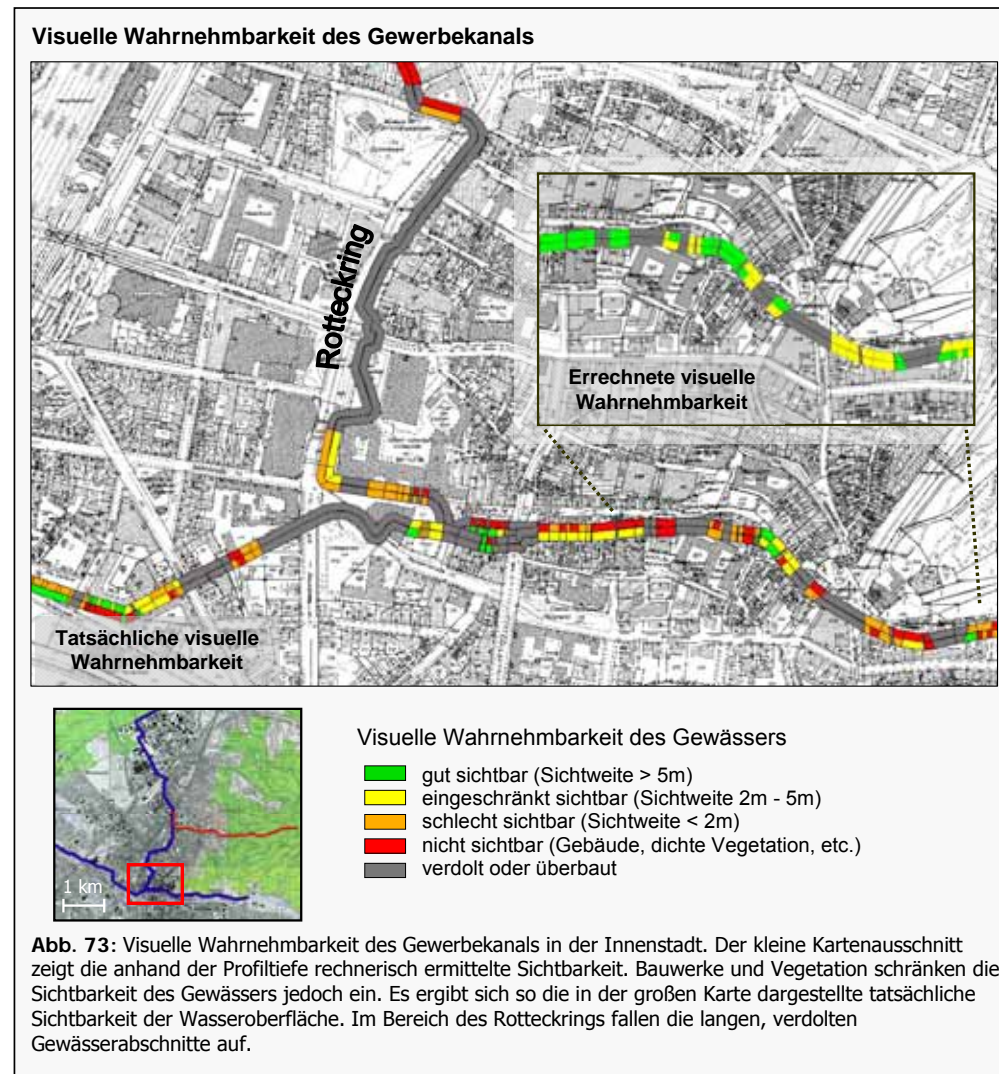 Visuelle Wahrnehmbarkeit des Gewerbekanals
Rotteckring
Errechnete visuelle
Wahrnehmbarkeit
Tatsächliche visuelle
Wahrnehmbarkeit
1 km
Visuelle Wahrnehmbarkeit des Gewässers
gut sichtbar (Sichtweite > 5m)
eingeschränkt sichtbar (Sichtweite 2m - 5m)
schlecht sichtbar (Sichtweite < 2m)
nicht sichtbar (Gebäude, dichte Vegetation, etc.)
verdolt oder überbaut
Abb. 73: Visuelle Wahrnehmbarkeit des Gewerbekanals in der Innenstadt. Der kleine Kartenausschnitt
zeigt die anhand der Profiltiefe rechnerisch ermittelte Sichtbarkeit. Bauwerke und Vegetation schränken die
Sichtbarkeit des Gewässers jedoch ein. Es ergibt sich so die in der großen Karte dargestellte tatsächliche
Sichtbarkeit der Wasseroberfläche. Im Bereich des Rotteckrings fallen die langen, verdolten
Gewässerabschnitte auf.